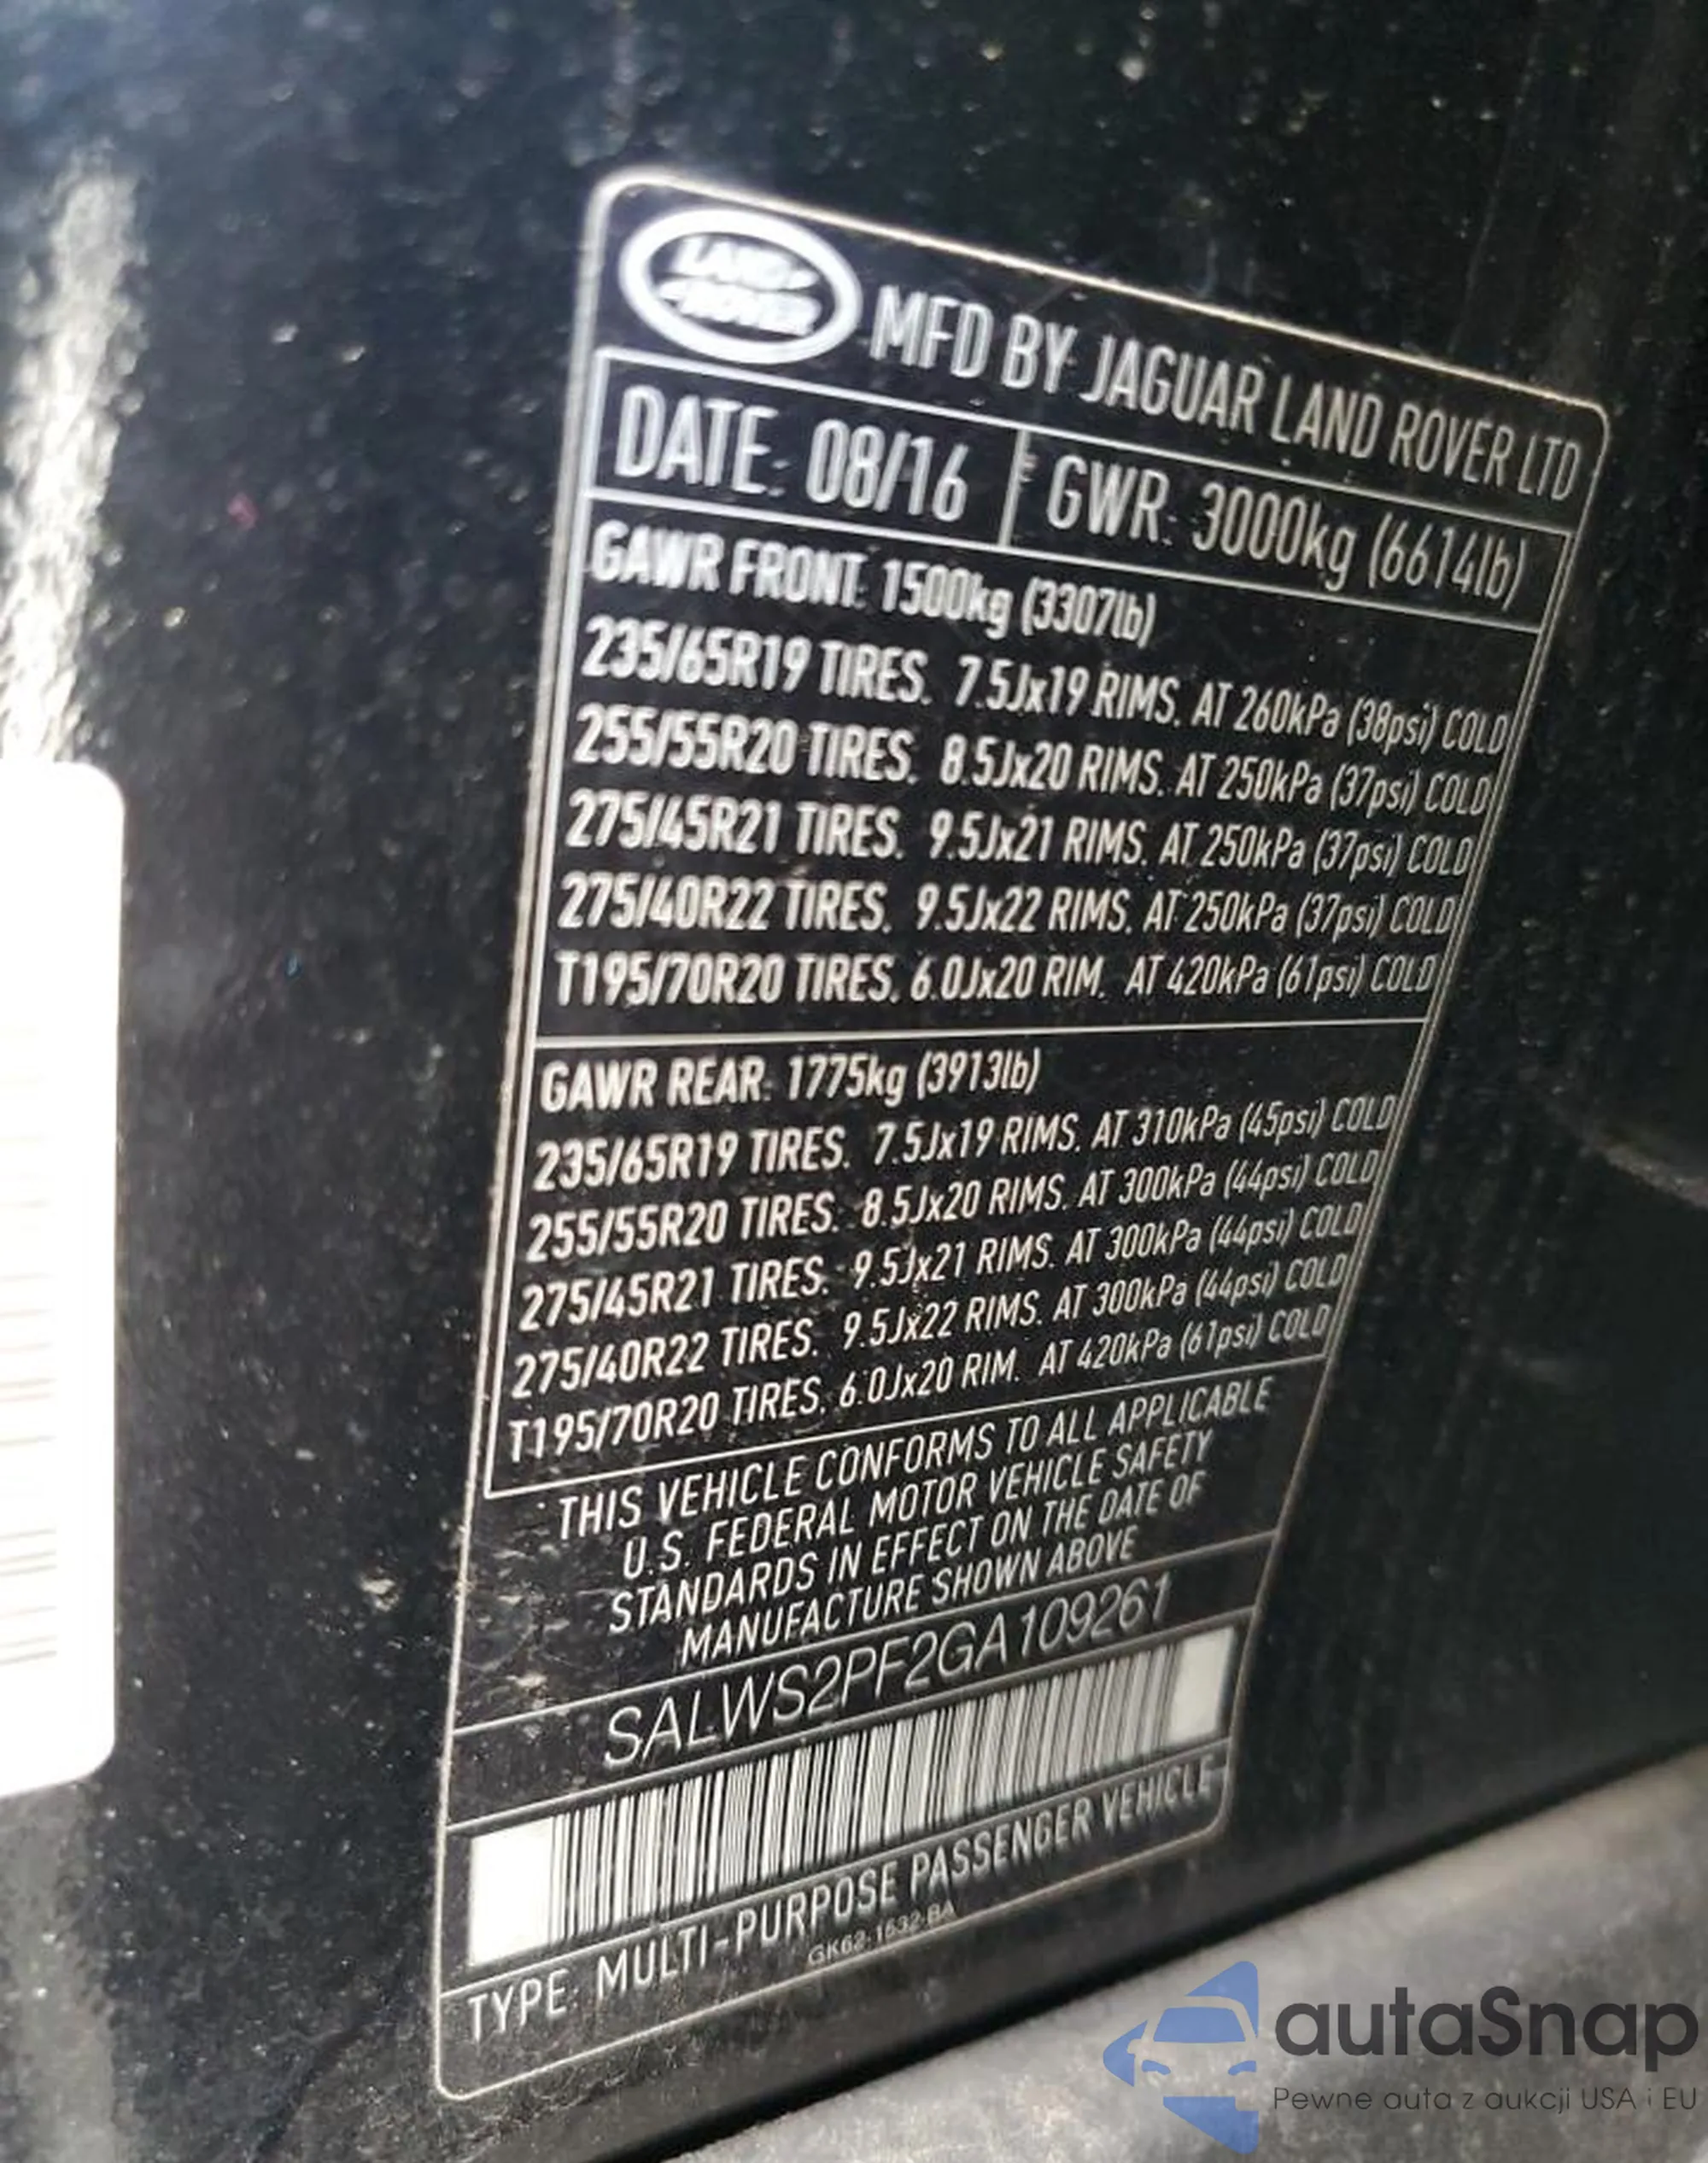 LAND ROVER
MFD BY JAGUAR LAND ROVER LTD
DATE: 08/16 GWR: 3000kg (6614lb)
GAWR FRONT: 1500kg (3307lb)
235/65R19 TIRES. 7.5Jx19 RIMS. AT 260kPa (38psi) COLD
255/55R20 TIRES. 8.5Jx20 RIMS. AT 250kPa (37psi) COLD
275/45R21 TIRES. 9.5Jx21 RIMS. AT 250kPa (37psi) COLD
275/40R22 TIRES. 9.5Jx22 RIMS. AT 250kPa (37psi) COLD
T195/70R20 TIRES. 6.0Jx20 RIM. AT 420kPa (61psi) COLD
GAWR REAR: 1775kg (3913lb)
235/65R19 TIRES. 7.5Jx19 RIMS. AT 310kPa (45psi) COLD
255/55R20 TIRES. 8.5Jx20 RIMS. AT 300kPa (44psi) COLD
275/45R21 TIRES. 9.5Jx21 RIMS. AT 300kPa (44psi) COLD
275/40R22 TIRES. 9.5Jx22 RIMS. AT 300kPa (44psi) COLD
T195/70R20 TIRES. 6.0Jx20 RIM. AT 420kPa (61psi) COLD
THIS VEHICLE CONFORMS TO ALL APPLICABLE
U.S. FEDERAL MOTOR VEHICLE SAFETY
STANDARDS IN EFFECT ON THE DATE OF
MANUFACTURE SHOWN ABOVE
SALWS2PF2GA109261
TYPE: MULTI-PURPOSE PASSENGER VEHICLE
GK62-1532-BA
autaSnap
Pewne auta z aukcji USA i EU